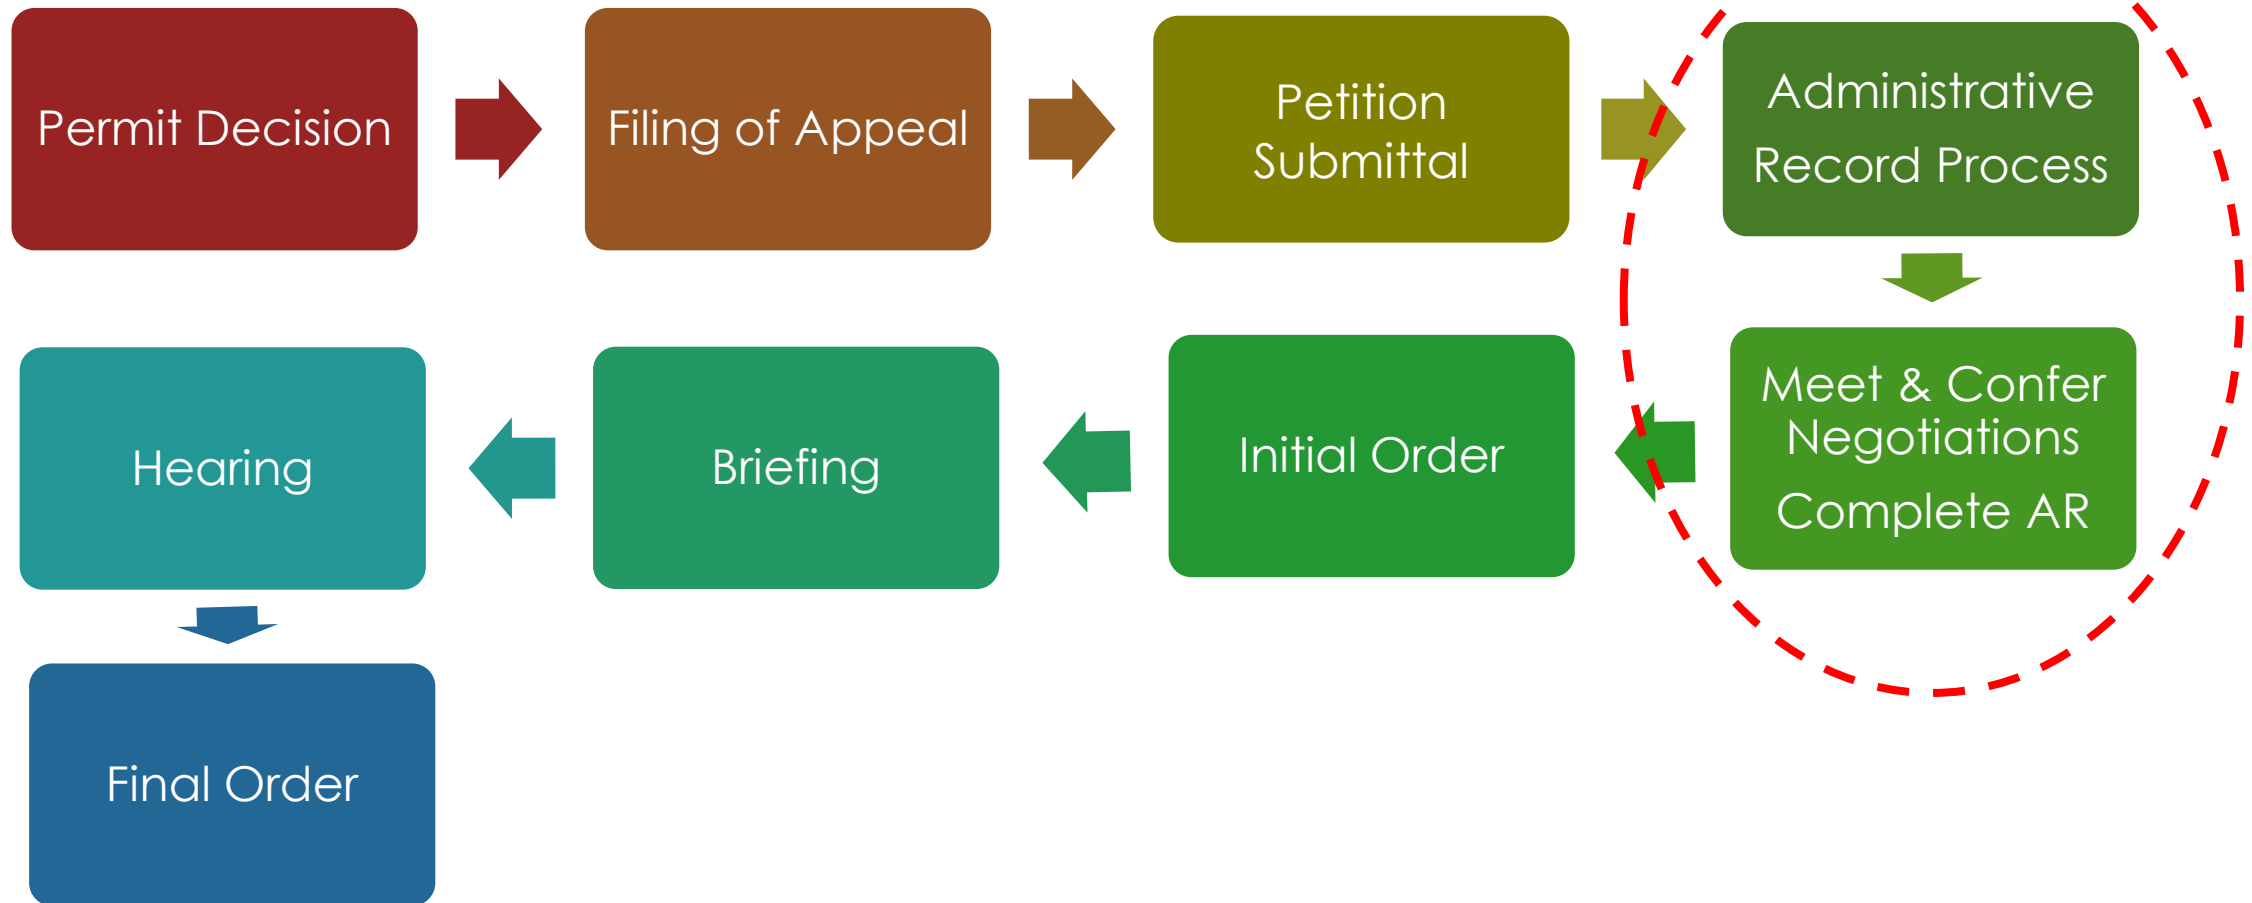 Permit Decision
Filing of Appeal
Petition
Submittal
Administrative
Record Process
Meet & Confer
Negotiations
Complete AR
Initial Order
Briefing
Hearing
Final Order